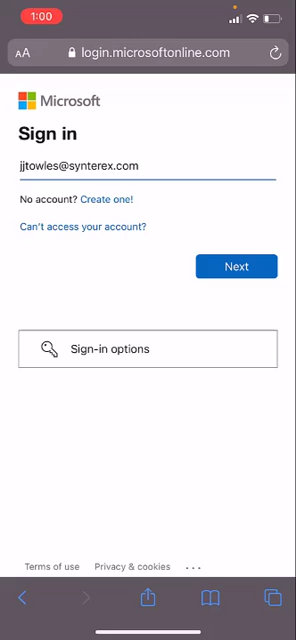 1:00
AA login.microsoftonline.com
Microsoft
Sign in
jjtowles@synterex.com
No account? Create one!
Can't access your account?
Next
Sign-in options
Terms of use Privacy & cookies ...